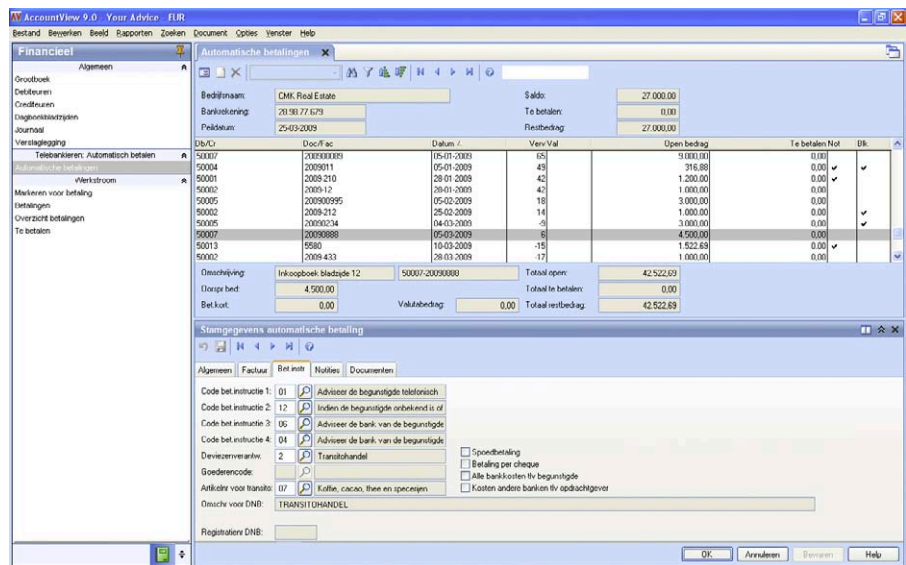 AccountView 9.0 - Your Advice - EUR
Bestand Bewerken Beeld Rapporten Zoeken Document Opties Venster Help
Financieel
Algemeen
Grootboek
Debiteuren
Crediteuren
Dagboekbladzijden
Journaal
Verslaglegging
Telebankieren: Automatisch betalen
Automatische betalingen
Werkstroom
Markeren voor betaling
Betalingen
Overzicht betalingen
Te betalen
Automatische betalingen
Bedrijfsnaam: CMK Real Estate Saldo: 27.000,00
Bankrekening: 28.98.77.679 Te betalen: 0,00
Peildatum: 25-03-2009 Restbedrag: 27.000,00
Db/Cr Doc/Fac Datum Verv Val Open bedrag Te betalen Not Blk
50007 200900089 05-01-2009 65 9.000,00 0,00
50004 2009011 05-01-2009 49 316,88 0,00
50001 2009-210 28-01-2009 42 1.200,00 0,00
50002 2009-12 28-01-2009 42 1.000,00 0,00
50005 200900995 05-02-2009 18 3.000,00 0,00
50002 2009-212 25-02-2009 14 1.000,00 0,00
50005 20090234 04-03-2009 -9 3.000,00 0,00
50007 20090888 05-03-2009 6 4.500,00 0,00
50013 5580 10-03-2009 -15 1.522,69 0,00
50002 2009-433 28-03-2009 -17 1.000,00 0,00
Omschrijving: Inkoopboek bladzijde 12 50007-20090888 Totaal open: 42.522,69
Oorspr bed: 4.500,00 Totaal te betalen: 0,00
Bet.kort: 0,00 Valutabedrag: 0,00 Totaal restbedrag: 42.522,69
Stamgegevens automatische betaling
Algemeen Factuur Bet.instr Notities Documenten
Code bet.instructie 1: 01 Adviseer de begunstigde telefonisch
Code bet.instructie 2: 12 Indien de begunstigde onbekend is of
Code bet.instructie 3: 06 Adviseer de bank van de begunstigde
Code bet.instructie 4: 04 Adviseer de bank van de begunstigde
Deviezenverantw. 2 Transitohandel
Spoedbetaling
Goederencode:
Betaling per cheque
Alle bankkosten tlv begunstigde
Artikelnr voor transito: 07 Koffie, cacao, thee en specerijen
Kosten andere banken tlv opdrachtgever
Omschr voor DNB: TRANSITOHANDEL
Registratienr DNB:
OK Annuleren Bewaren Help